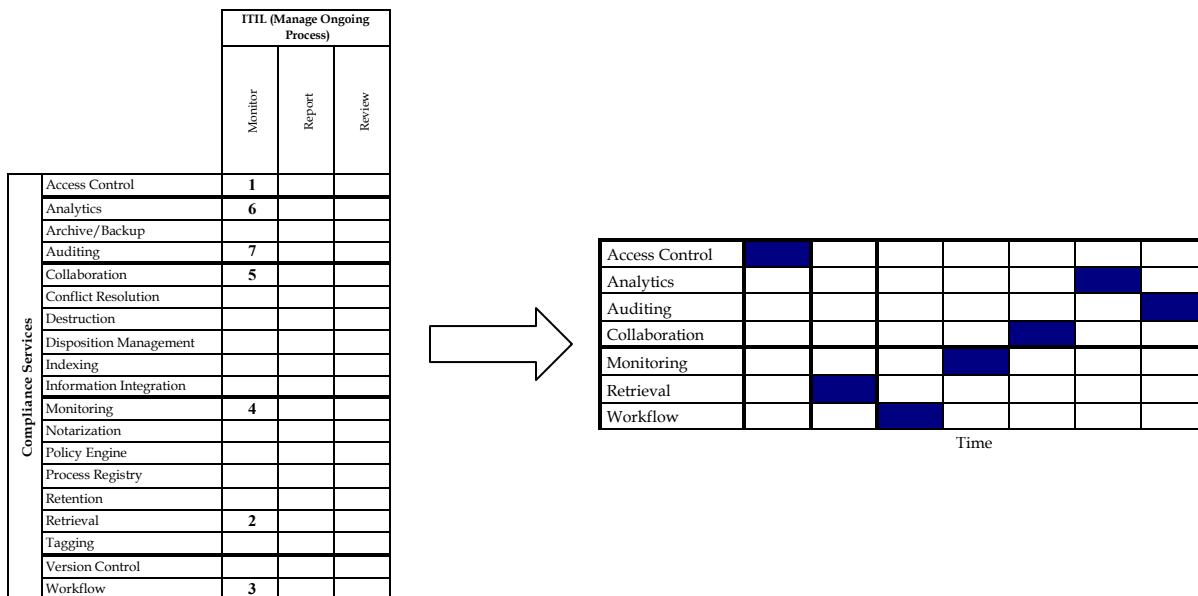 ITIL (Manage Ongoing
Process)
Monitor
Report
Review
Compliance Services
Access Control 1
Analytics 6
Archive/Backup
Auditing 7
Collaboration 5
Conflict Resolution
Destruction
Disposition Management
Indexing
Information Integration
Monitoring 4
Notarization
Policy Engine
Process Registry
Retention
Retrieval 2
Tagging
Version Control
Workflow 3
Access Control
Analytics
Auditing
Collaboration
Monitoring
Retrieval
Workflow
Time